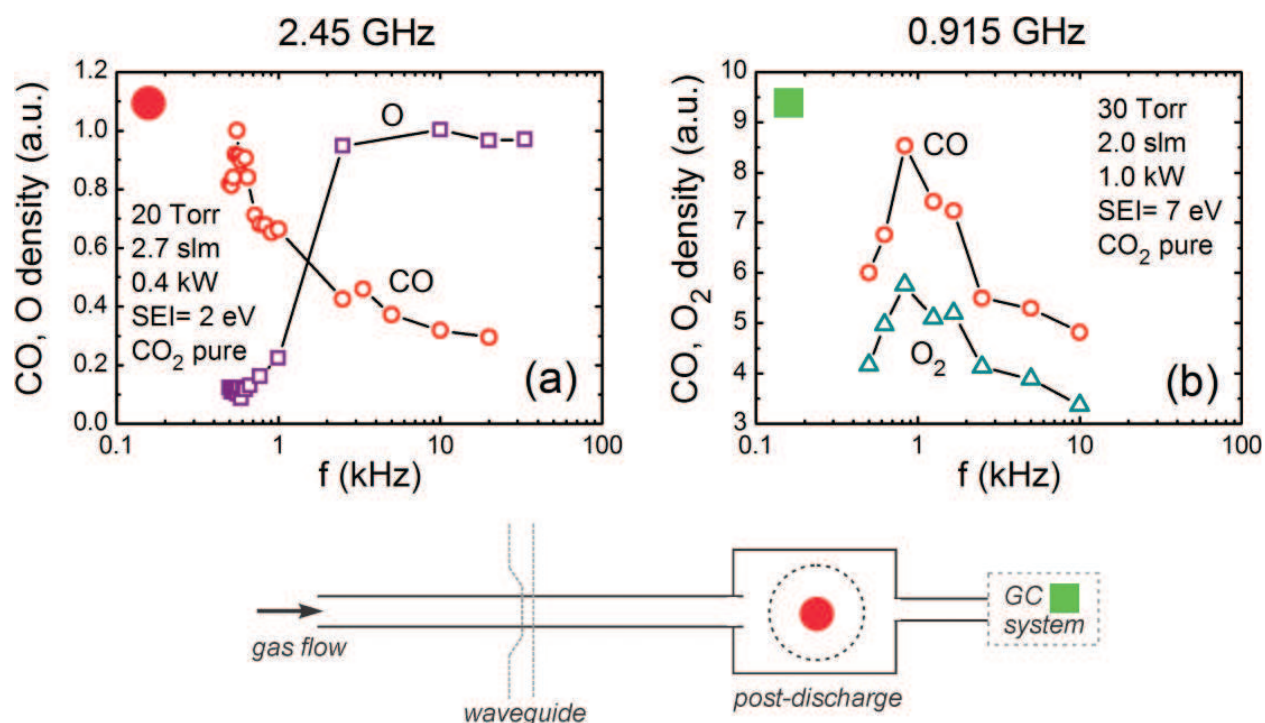 2.45 GHz
0.915 GHz
CO, O density (a.u.)
1.2
1.0
0.8
0.6
0.4
0.2
0.0
O
20 Torr
2.7 slm
0.4 kW
SEI= 2 eV
CO₂ pure
CO
(a)
0.1
1
10
100
f (kHz)
CO, O₂ density (a.u.)
10
9
8
7
6
5
4
3
CO
30 Torr
2.0 slm
1.0 kW
SEI= 7 eV
CO₂ pure
O₂
(b)
0.1
1
10
100
f (kHz)
gas flow
waveguide
post-discharge
GC
system